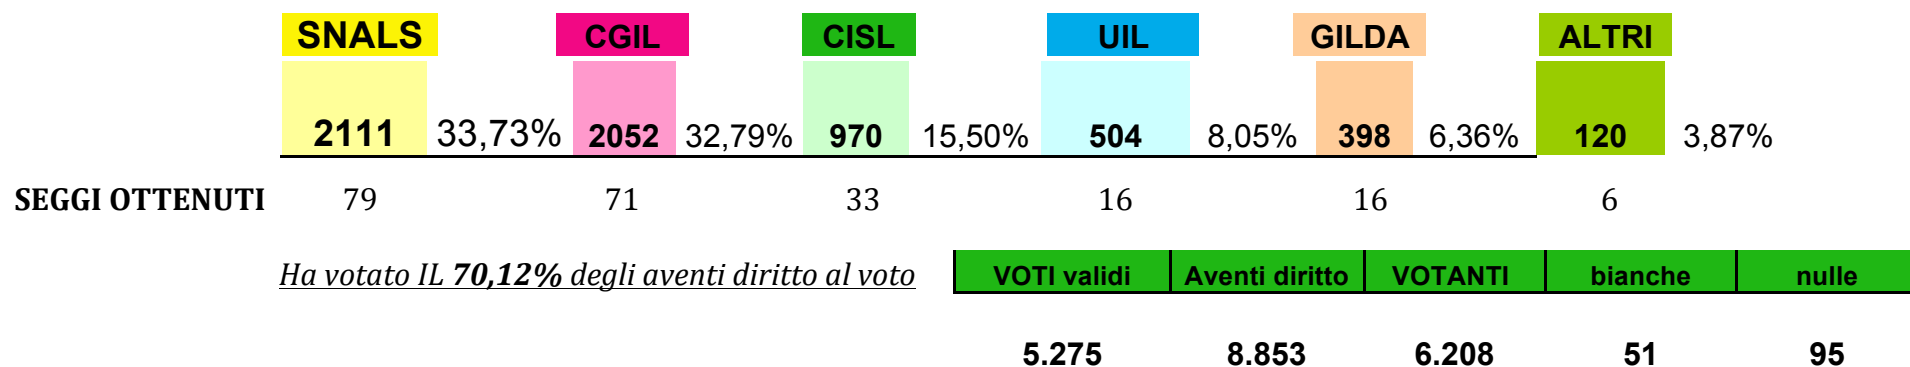 SNALS CGIL CISL UIL GILDA ALTRI
2111 33,73% 2052 32,79% 970 15,50% 504 8,05% 398 6,36% 120 3,87%
SEGGI OTTENUTI 79 71 33 16 16 6
Ha votato IL 70,12% degli aventi diritto al voto VOTI validi Aventi diritto VOTANTI bianche nulle
5.275 8.853 6.208 51 95